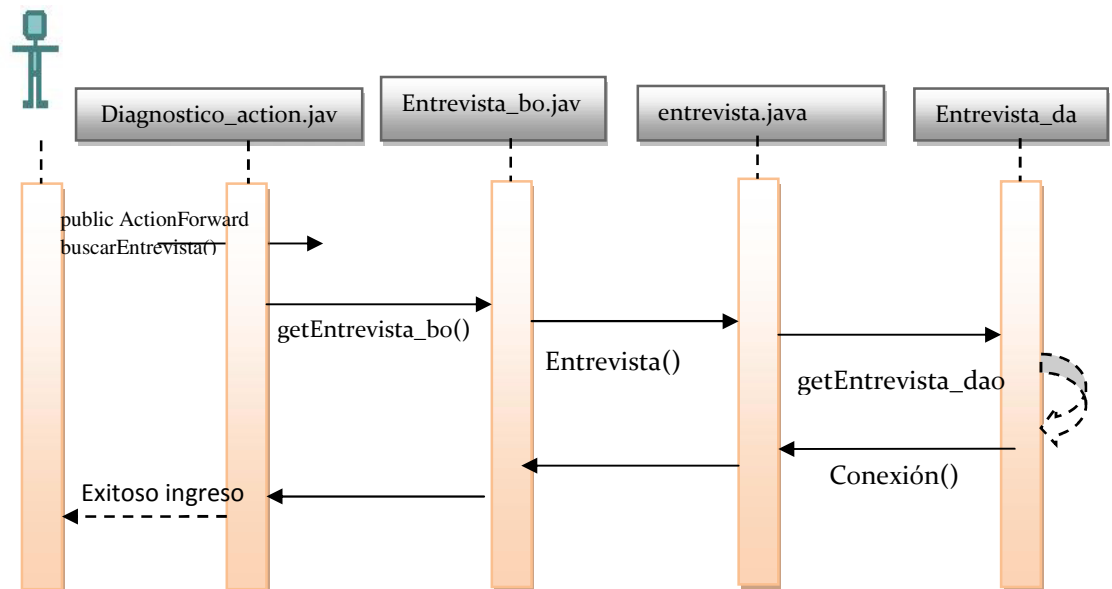 Diagnostico_action.jav
Entrevista_bo.jav
entrevista.java
Entrevista_da
public ActionForward
buscarEntrevista()
getEntrevista_bo()
Entrevista()
getEntrevista_dao
Conexión()
Exitoso ingreso